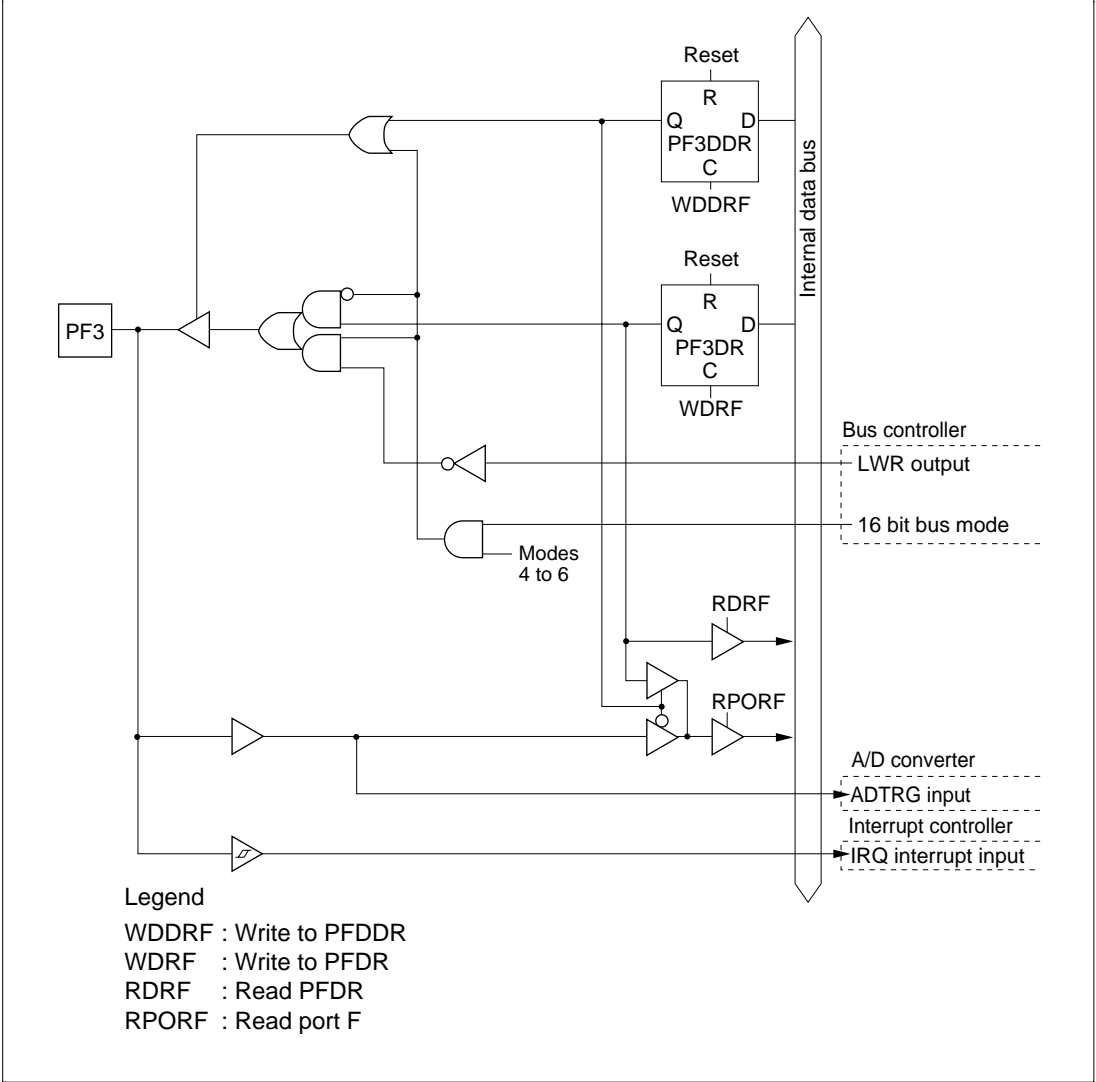 Reset
R
Q D
PF3DDR
C
WDDRF
Internal data bus
Reset
R
Q D
PF3DR
C
WDRF
PF3
Bus controller
LWR output
16 bit bus mode
Modes
4 to 6
RDRF
RPORF
A/D converter
ADTRG input
Interrupt controller
IRQ interrupt input
Legend
WDDRF : Write to PFDDR
WDRF : Write to PFDR
RDRF : Read PFDR
RPORF : Read port F